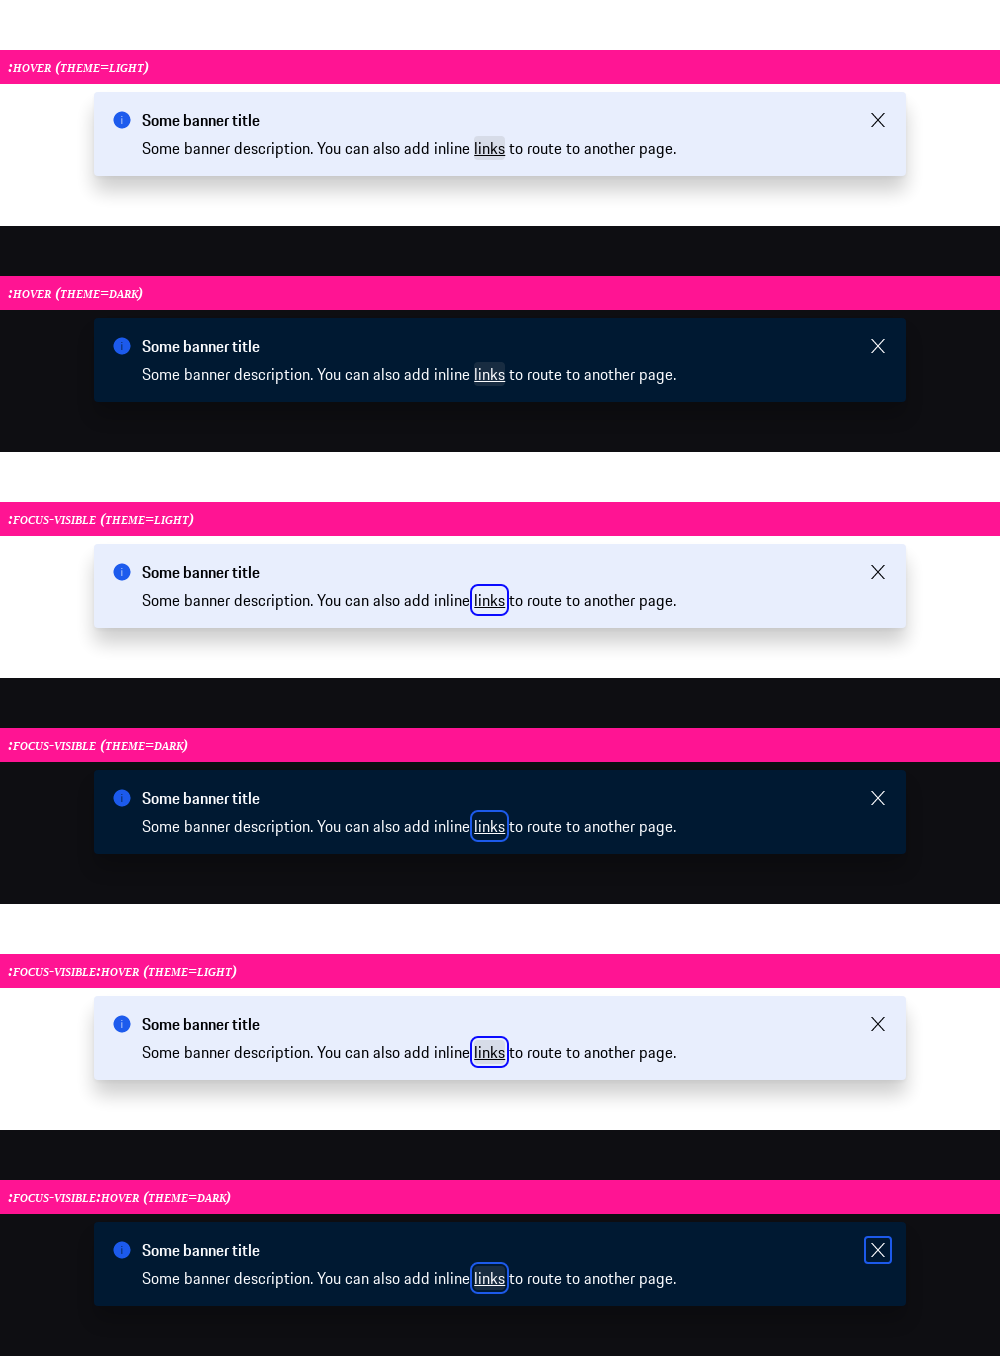 :hover (theme=light)
Some banner title
Some banner description. You can also add inline links to route to another page.
:hover (theme=dark)
Some banner title
Some banner description. You can also add inline links to route to another page.
:focus-visible (theme=light)
Some banner title
Some banner description. You can also add inline links to route to another page.
:focus-visible (theme=dark)
Some banner title
Some banner description. You can also add inline links to route to another page.
:focus-visible:hover (theme=light)
Some banner title
Some banner description. You can also add inline links to route to another page.
:focus-visible:hover (theme=dark)
Some banner title
Some banner description. You can also add inline links to route to another page.